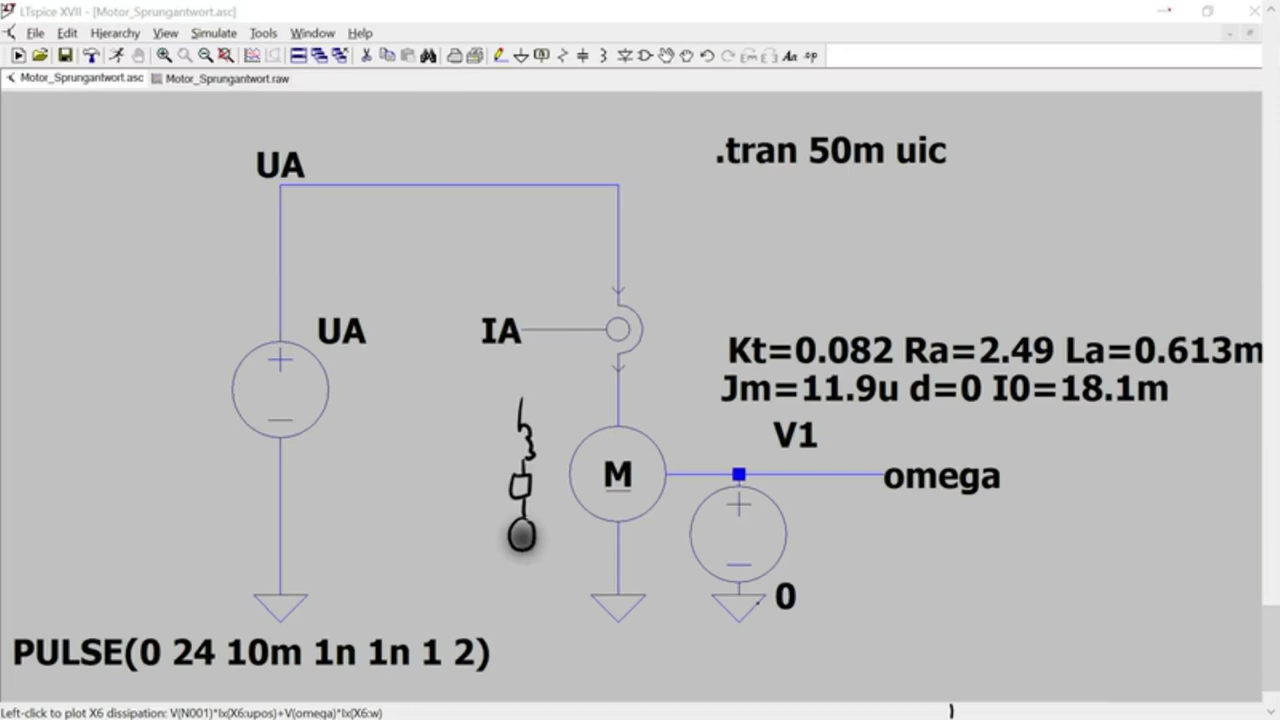 LTspice XVII - [Motor_Sprungantwort.asc]
File Edit Hierarchy View Simulate Tools Window Help
Motor_Sprungantwort.asc Motor_Sprungantwort.raw
UA
.tran 50m uic
UA
IA
Kt=0.082 Ra=2.49 La=0.613m
Jm=11.9u d=0 I0=18.1m
V1
M
omega
0
PULSE(0 24 10m 1n 1n 1 2)
Left-click to plot X6 dissipation: V(N001)*Ix(X6:upos)+V(omega)*Ix(X6:w)